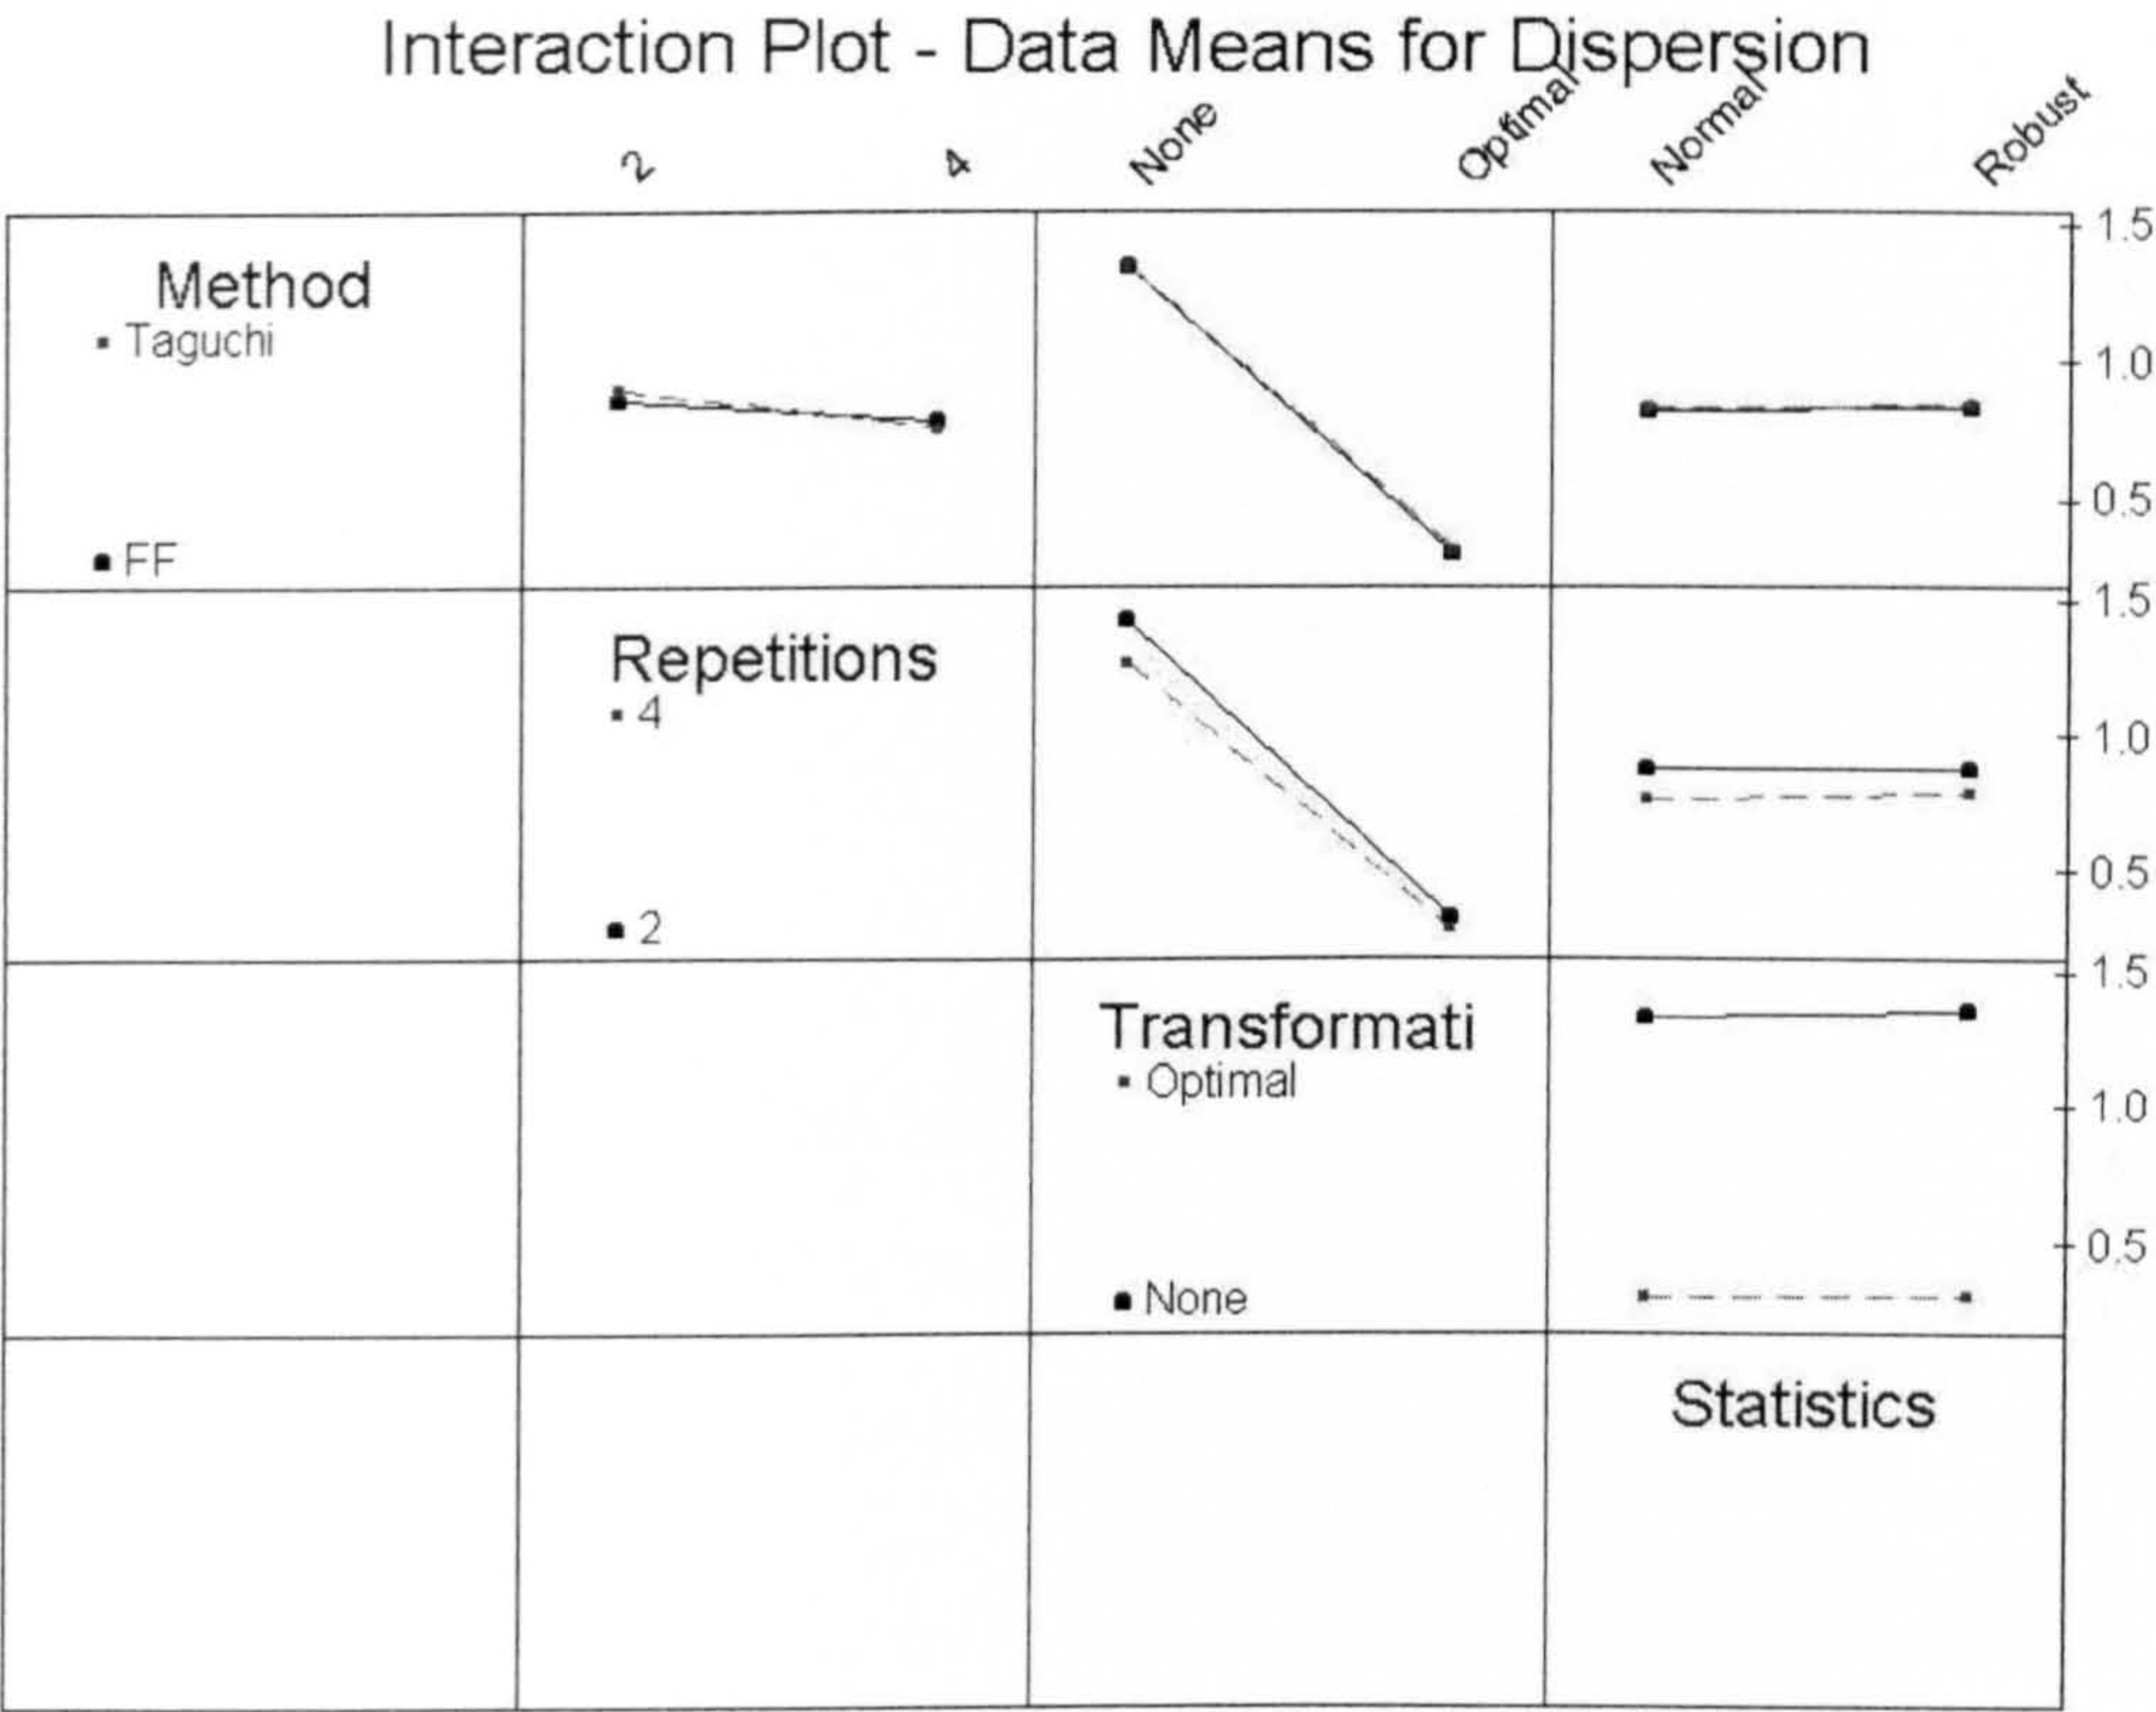 Interaction Plot - Data Means for Dispersion
2 4 None Optimal Normal Robust
Method
Taguchi
FF
1.5
1.0
0.5
Repetitions
4
2
1.5
1.0
0.5
Transformati
Optimal
None
1.5
1.0
0.5
Statistics